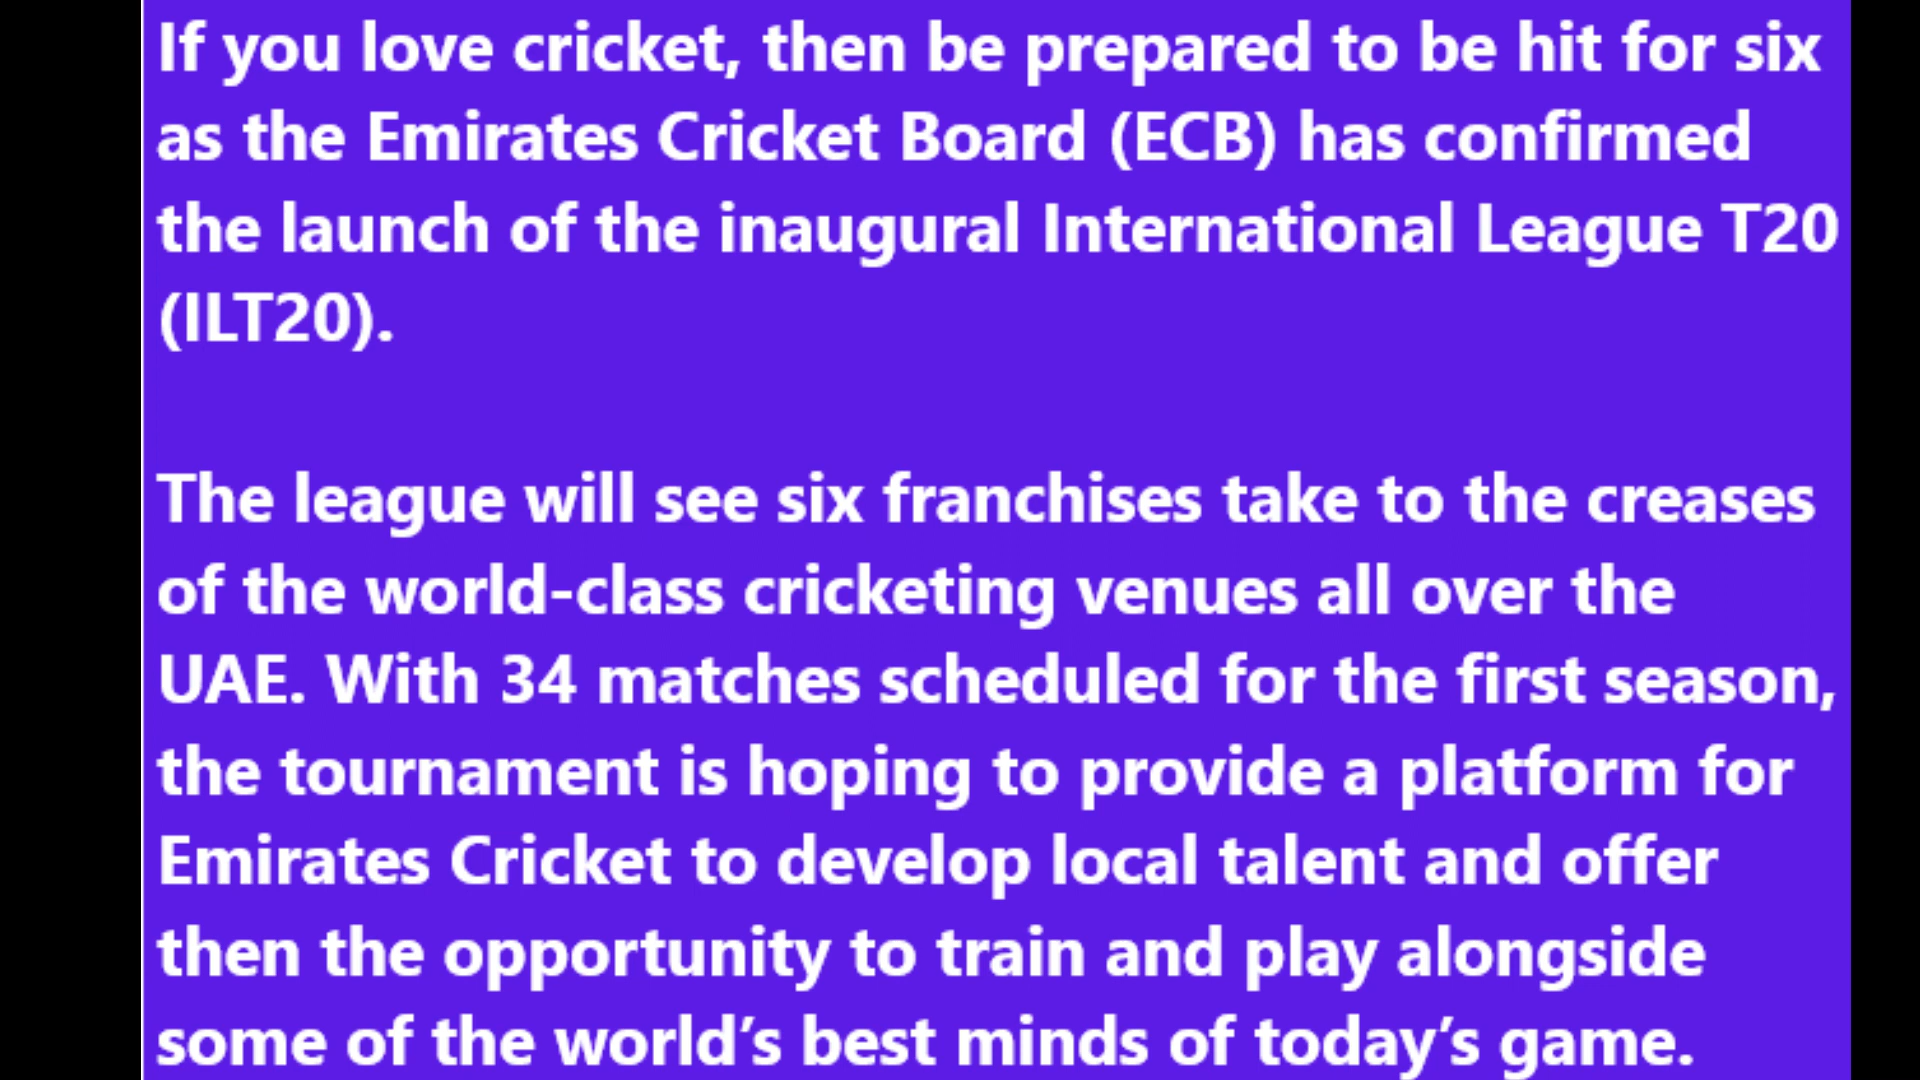 If you love cricket, then be prepared to be hit for six
as the Emirates Cricket Board (ECB) has confirmed
the launch of the inaugural International League T20
(ILT20).
The league will see six franchises take to the creases
of the world-class cricketing venues all over the
UAE. With 34 matches scheduled for the first season,
the tournament is hoping to provide a platform for
Emirates Cricket to develop local talent and offer
then the opportunity to train and play alongside
some of the world’s best minds of today’s game.